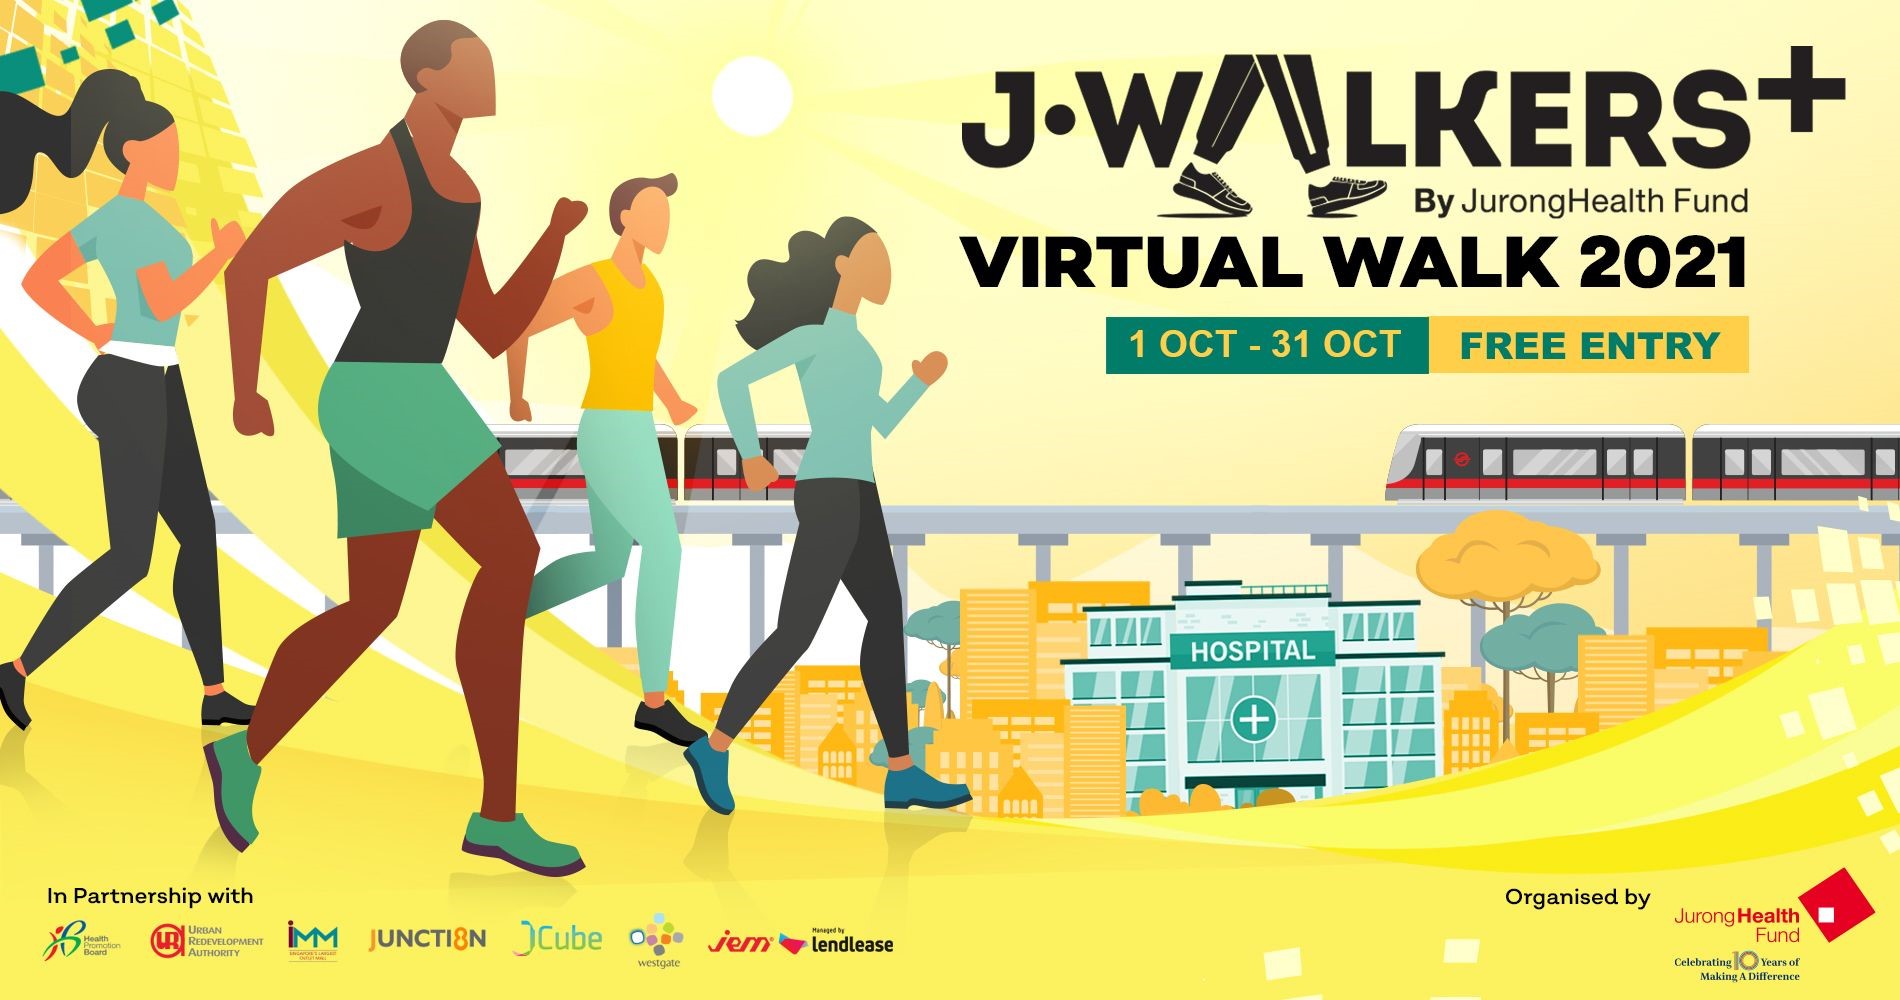 J•WALKERS+
By JurongHealth Fund
VIRTUAL WALK 2021
1 OCT - 31 OCT FREE ENTRY
HOSPITAL
In Partnership with
Health
Promotion
Board
URBAN
REDEVELOPMENT
AUTHORITY
imm
SINGAPORE'S LARGEST
OUTLET MALL
JUNCTI8N
JCube
westgate
jem
Managed by
lendlease
Organised by
JurongHealth
Fund
Celebrating 10 Years of
Making A Difference